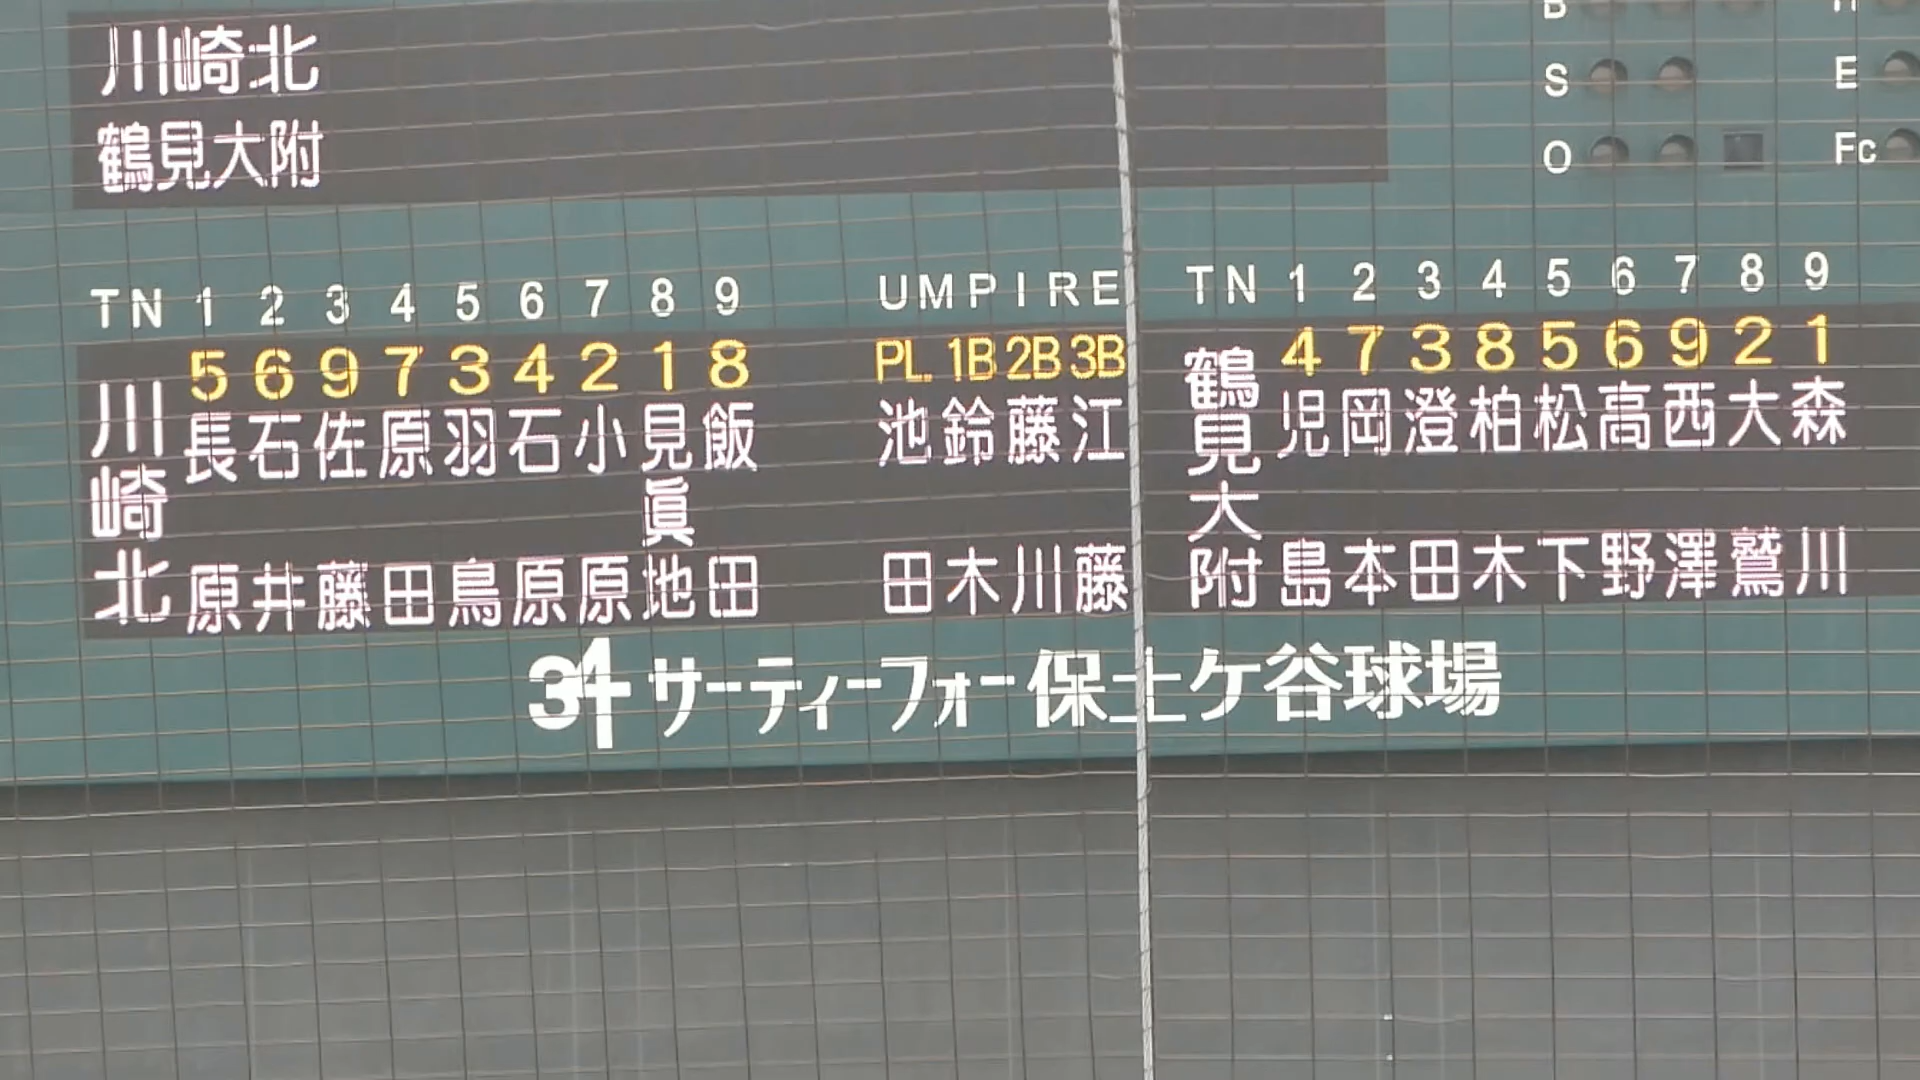 川崎北
鶴見大附
B
S
O
H
E
Fc
TN 1 2 3 4 5 6 7 8 9
5 6 9 7 3 4 2 1 8
川崎北
長原
石井
佐藤
原田
羽鳥
石原
小原
見眞地
飯田
UMPIRE
PL. 1B 2B 3B
池田
鈴木
藤川
江藤
TN 1 2 3 4 5 6 7 8 9
4 7 3 8 5 6 9 2 1
鶴見大附
児島
岡本
澄田
柏木
松下
高野
西澤
大鷲
森川
34 サーティーフォー保土ケ谷球場